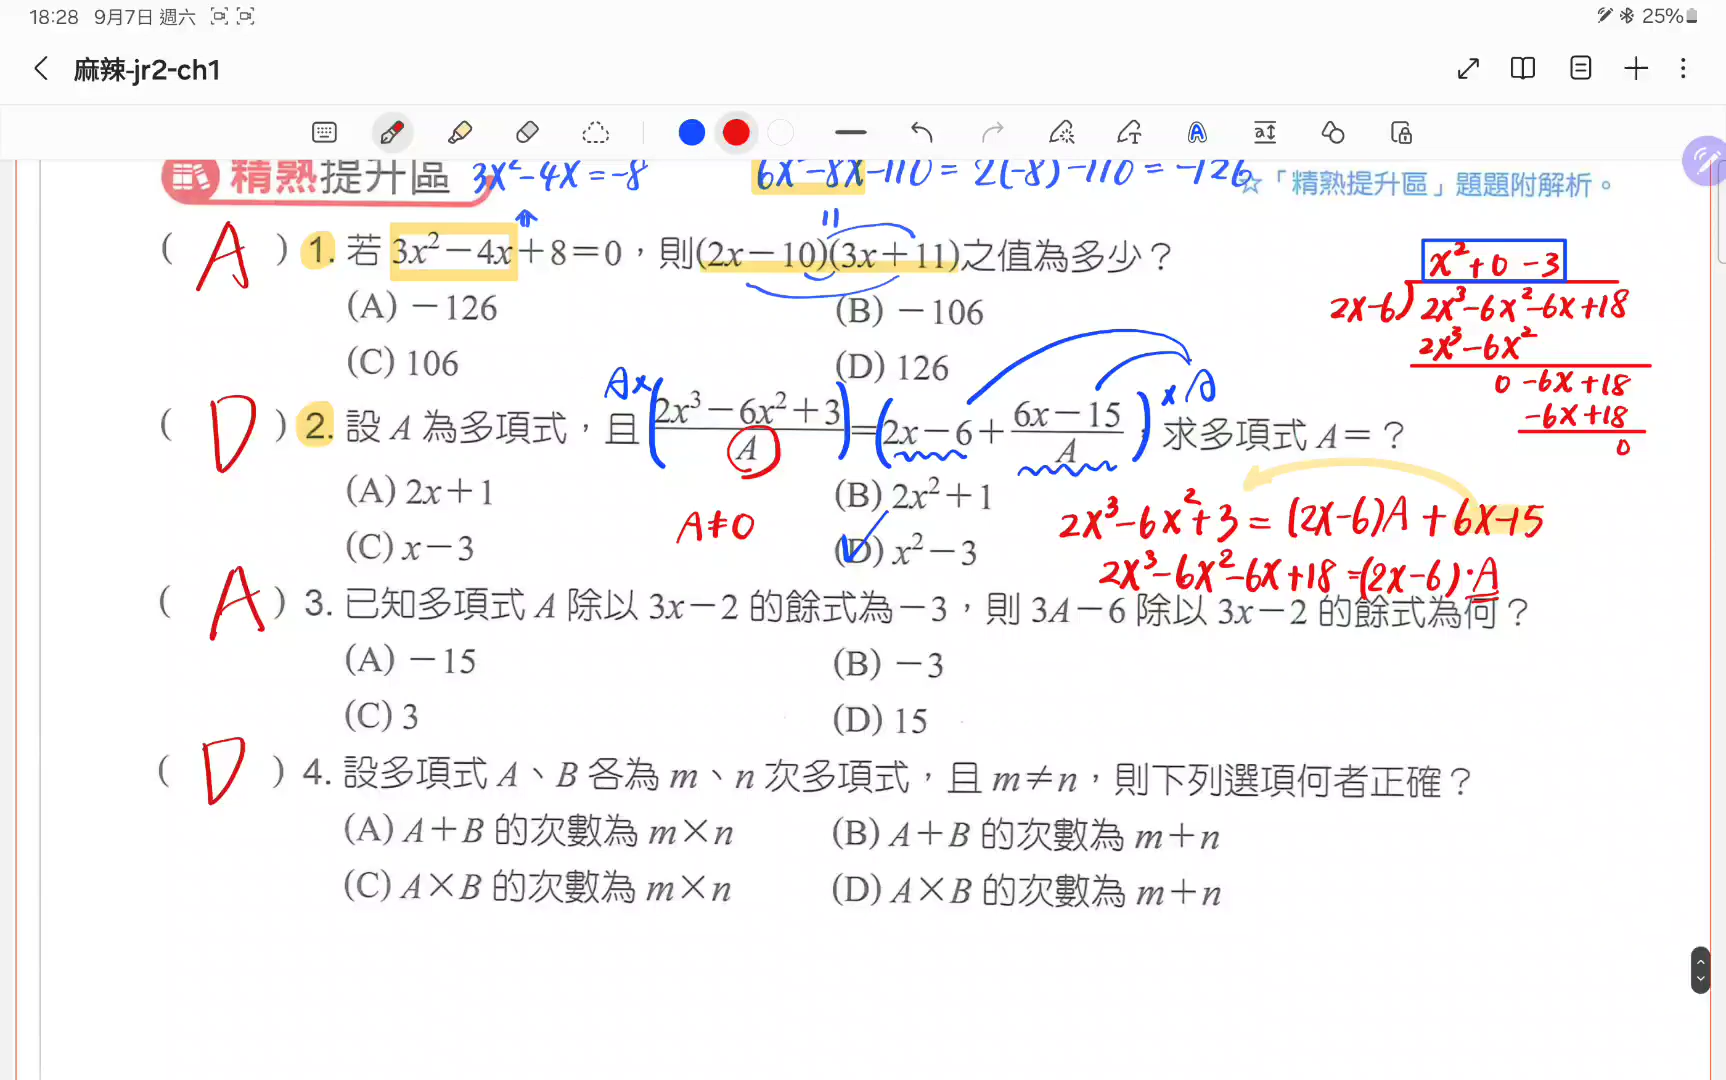 18:28 9月7日 週六 25%
麻辣-jr2-ch1
精熟提升區 3x²-4x=-8 6x²-8x-110=2(-8)-110=-126 ☆「精熟提升區」題題附解析。
( A ) 1. 若 3x²-4x+8=0,則(2x-10)(3x+11)之值為多少?
(A) -126 (B) -106
(C) 106 (D) 126
x²+0-3
2x-6) 2x³-6x²-6x+18
2x³-6x²
0 -6x+18
-6x+18
0
( D ) 2. 設 A 為多項式,且 Ax((2x³-6x²+3)/A)=(2x-6+(6x-15)/A)xA,求多項式 A=?
(A) 2x+1 (B) 2x²+1
(C) x-3 (D) x²-3
A≠0
2x³-6x²+3=(2x-6)A+6x-15
2x³-6x²-6x+18=(2x-6)·A
( A ) 3. 已知多項式 A 除以 3x-2 的餘式為-3,則 3A-6 除以 3x-2 的餘式為何?
(A) -15 (B) -3
(C) 3 (D) 15
( D ) 4. 設多項式 A、B 各為 m、n 次多項式,且 m≠n,則下列選項何者正確?
(A) A+B 的次數為 m×n (B) A+B 的次數為 m+n
(C) A×B 的次數為 m×n (D) A×B 的次數為 m+n